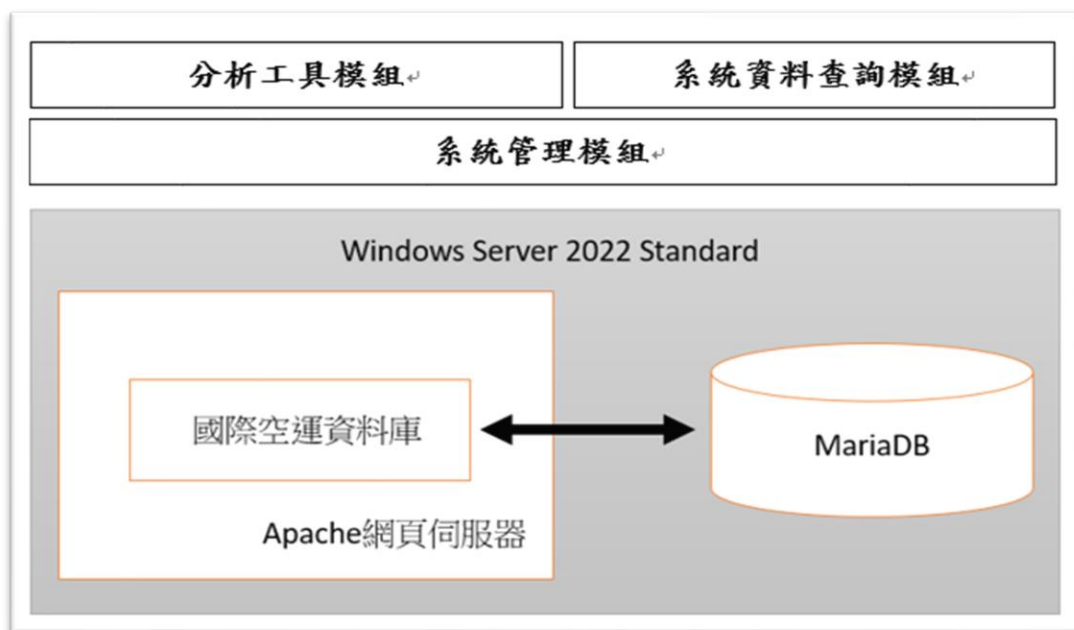 分析工具模組
系統資料查詢模組
系統管理模組
Windows Server 2022 Standard
國際空運資料庫
MariaDB
Apache網頁伺服器